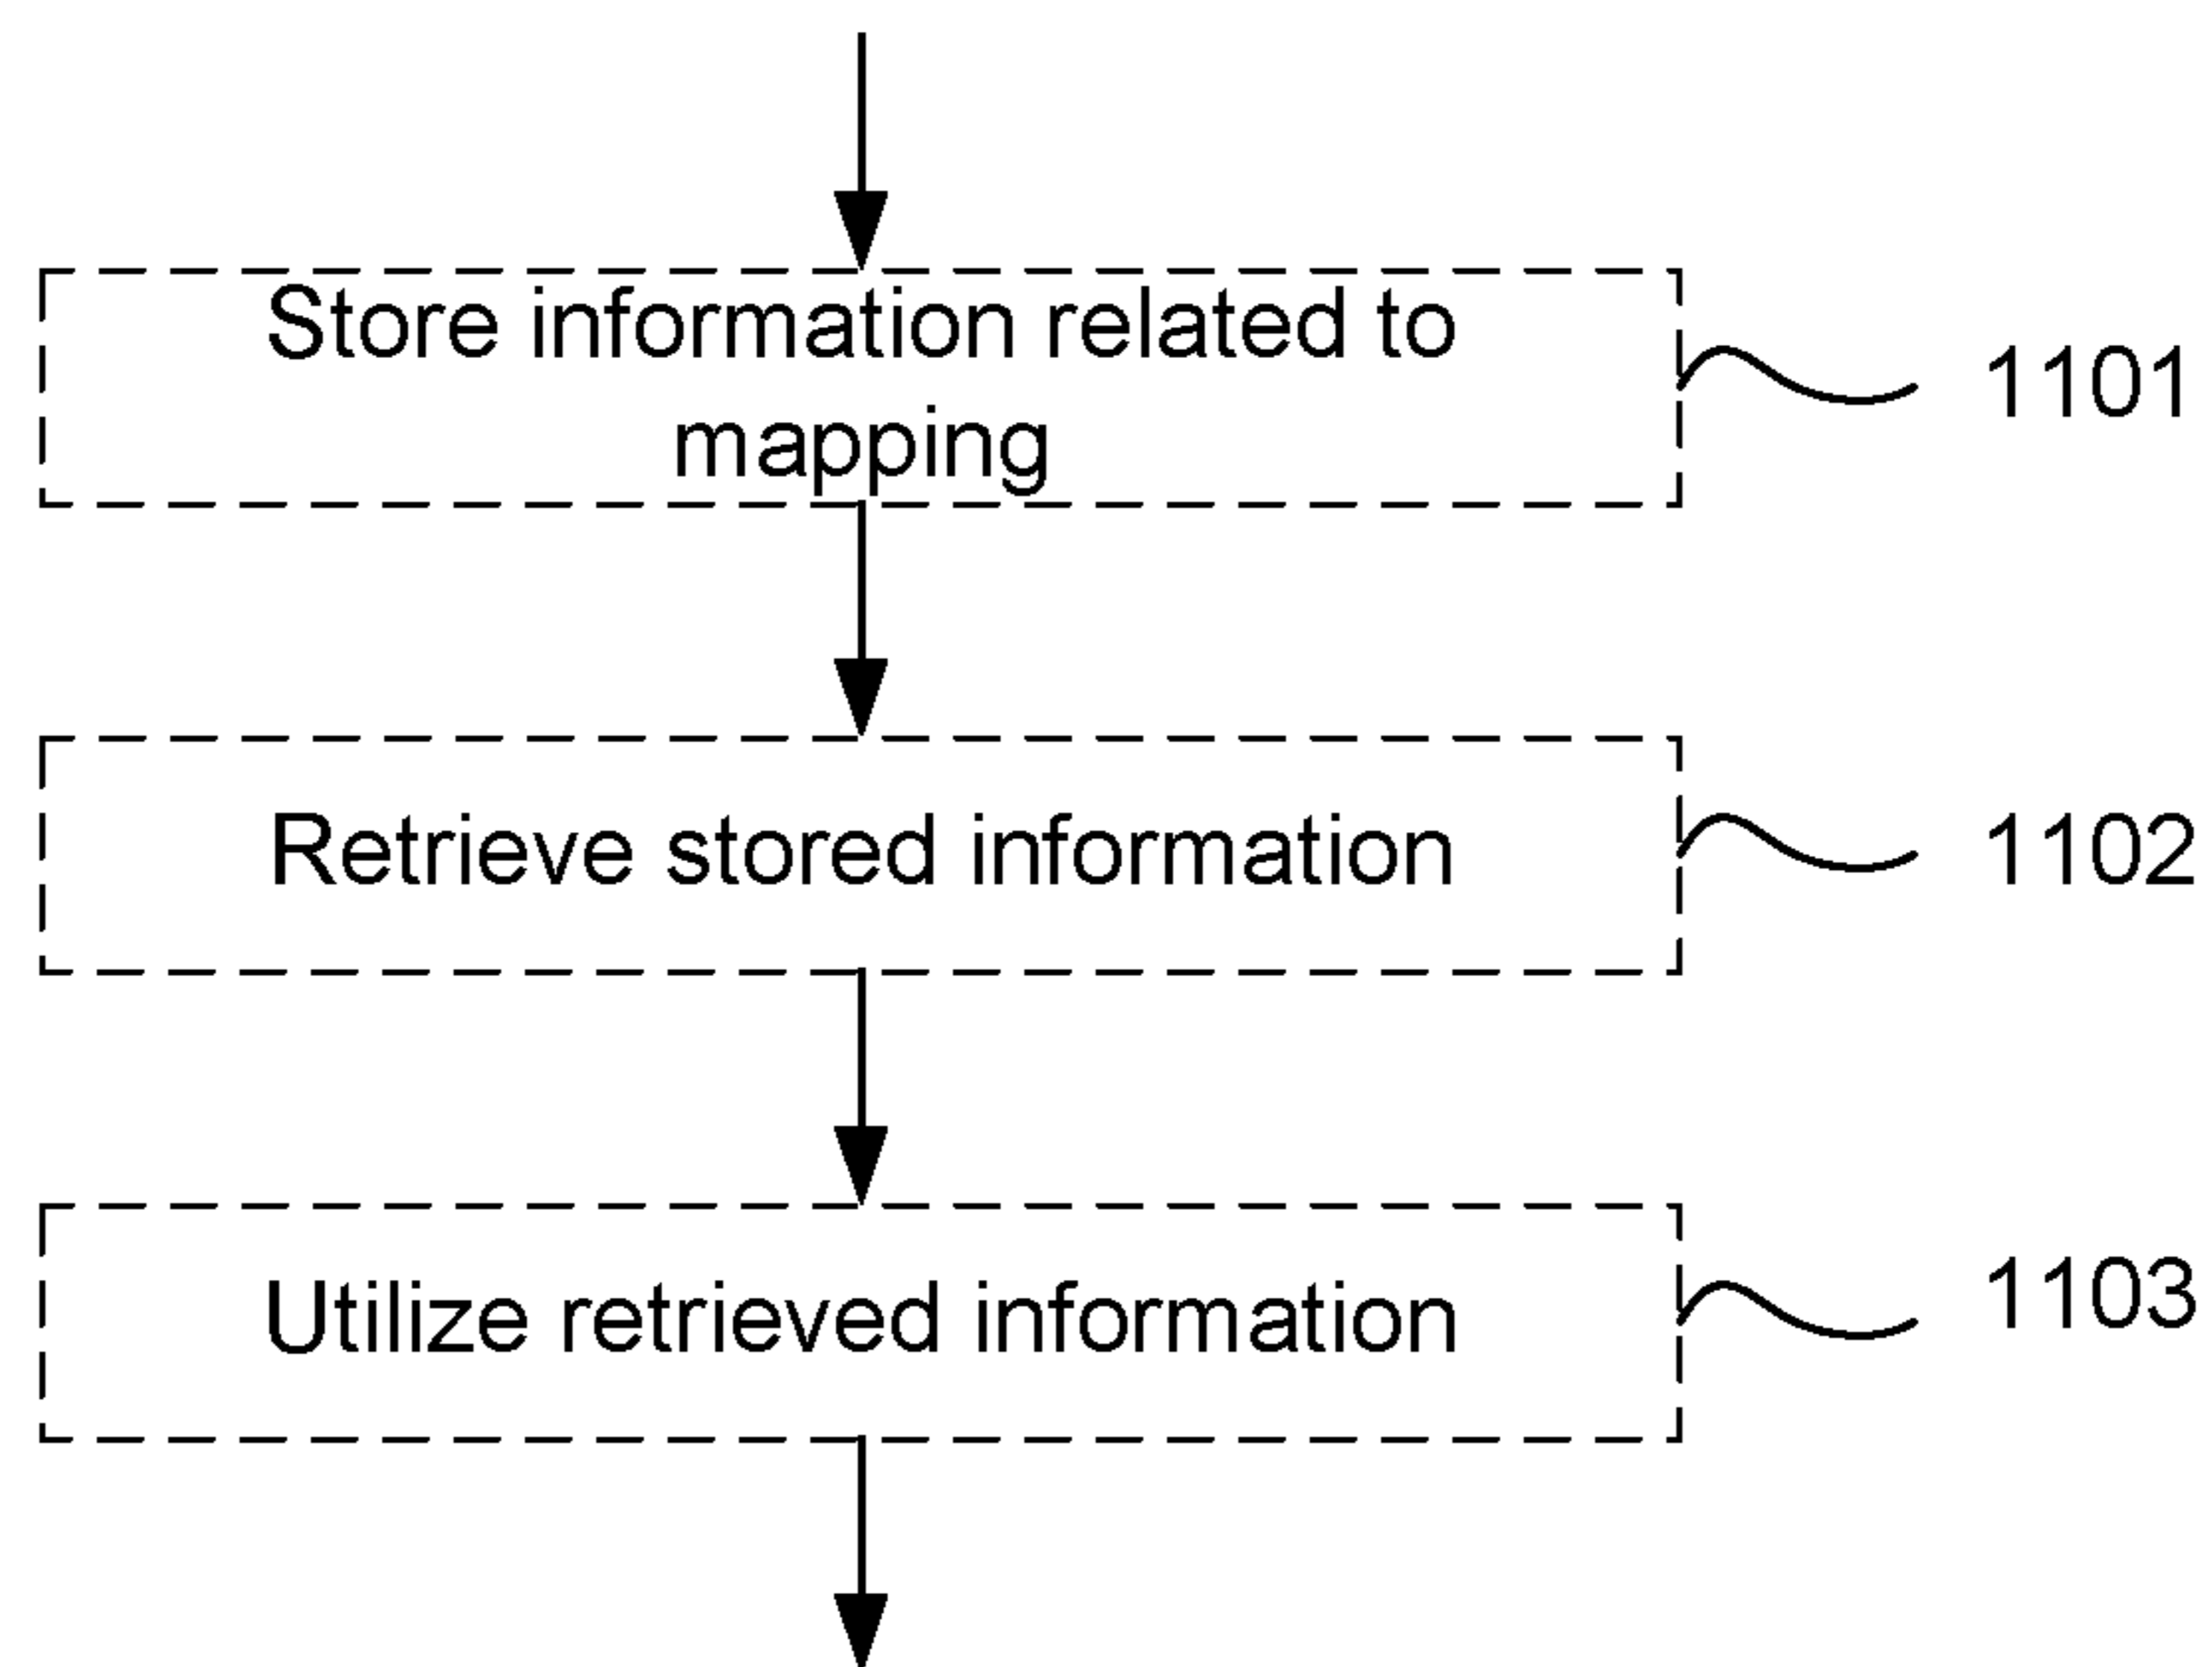 Store information related to
mapping
1101
Retrieve stored information
1102
Utilize retrieved information
1103